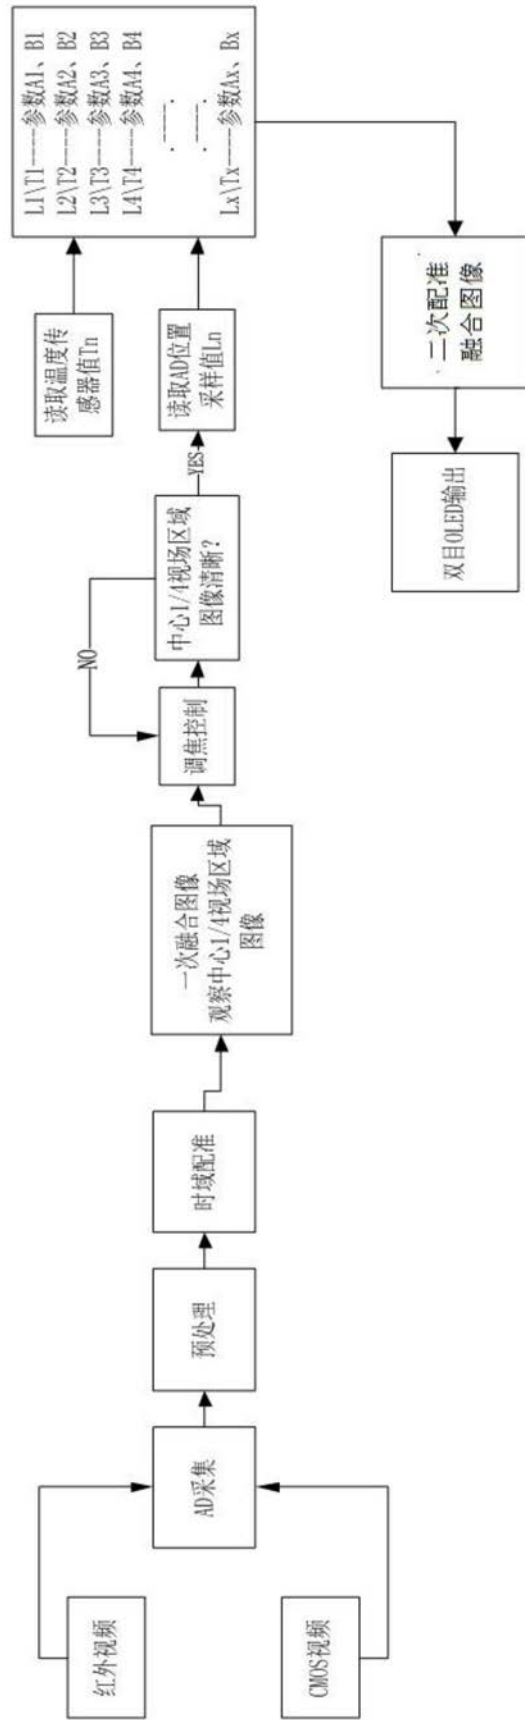 红外视频
CMOS视频
AD采集
预处理
时域配准
一次融合图像
观察中心1/4视场区域
图像
调焦控制
中心1/4视场区域
图像清晰?
NO
YES
读取温度传
感器值Tn
读取AD位置
采样值Ln
L1\T1----参数A1、B1
L2\T2----参数A2、B2
L3\T3----参数A3、B3
L4\T4----参数A4、B4
Lx\Tx----参数Ax、Bx
二次配准
融合图像
双目OLED输出